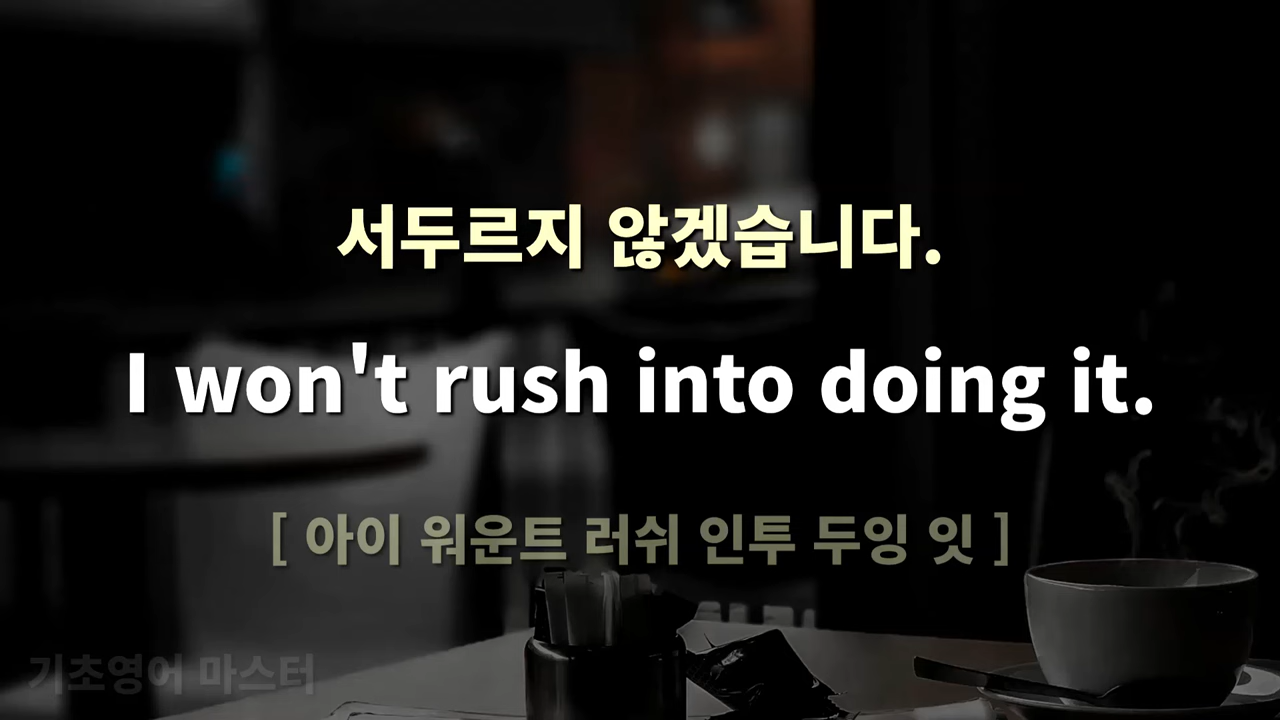 서두르지 않겠습니다.
I won't rush into doing it.
[ 아이 워운트 러쉬 인투 두잉 잇 ]
기초영어 마스터